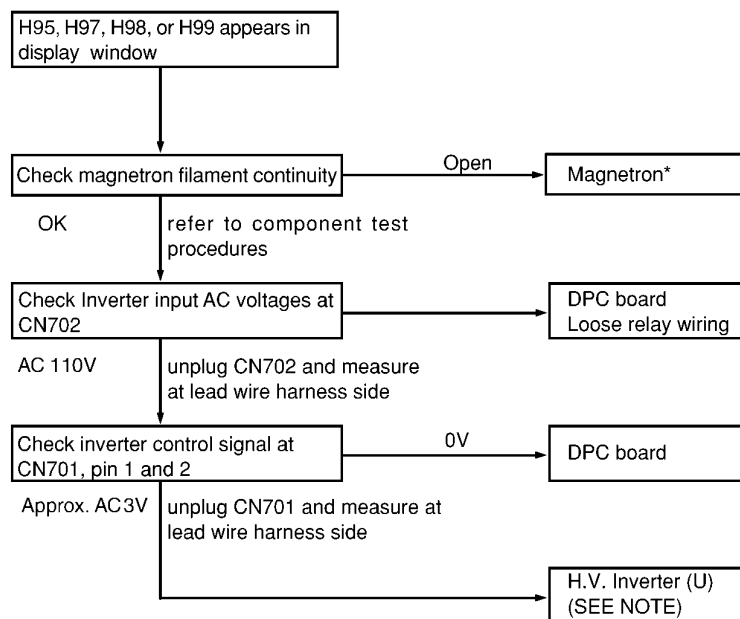 H95, H97, H98, or H99 appears in
display window
Check magnetron filament continuity
Open
Magnetron*
OK
refer to component test
procedures
Check Inverter input AC voltages at
CN702
DPC board
Loose relay wiring
AC 110V
unplug CN702 and measure
at lead wire harness side
Check inverter control signal at
CN701, pin 1 and 2
0V
DPC board
Approx. AC3V
unplug CN701 and measure at
lead wire harness side
H.V. Inverter (U)
(SEE NOTE)